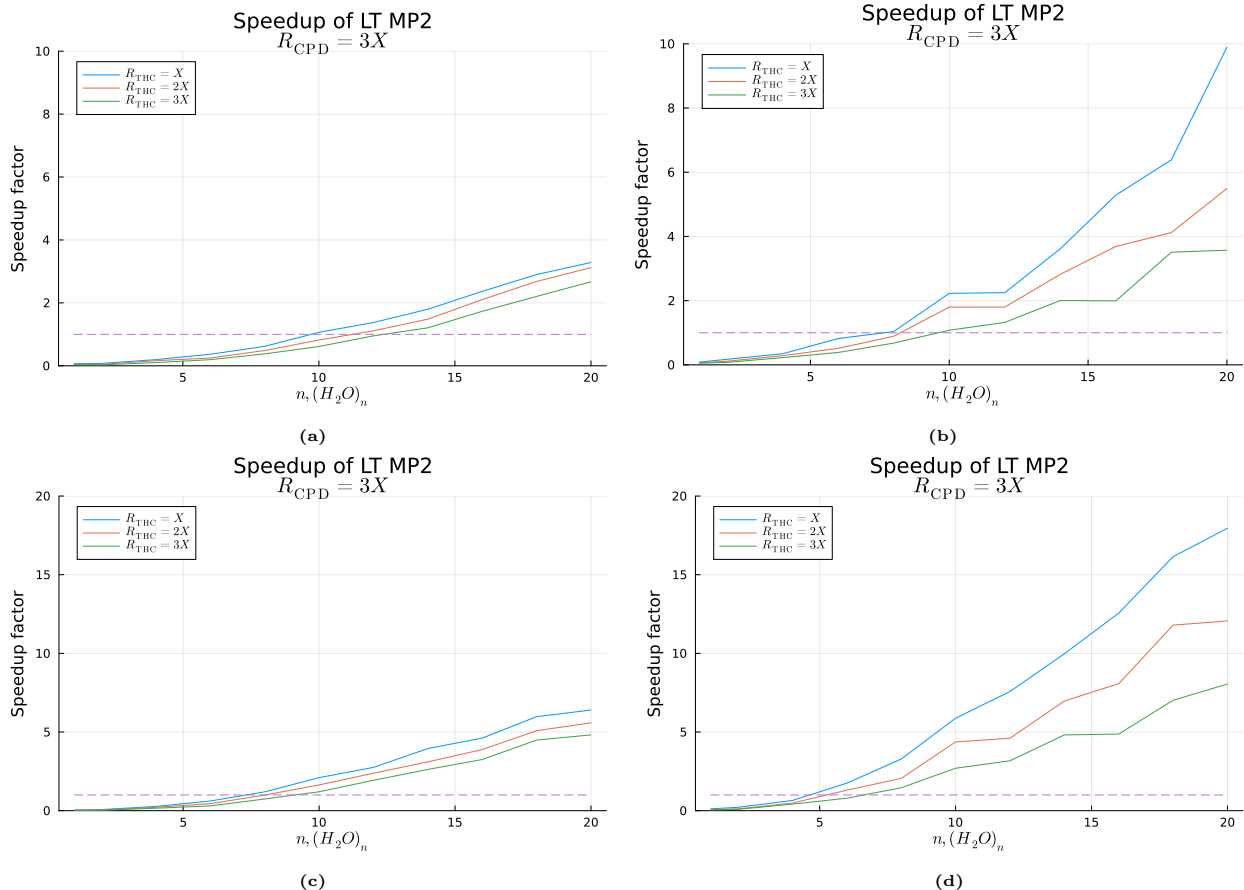 Speedup of LT MP2
R_CPD = 3X
10
8
6
4
2
0
Speedup factor
R_THC = X
R_THC = 2X
R_THC = 3X
5
10
15
20
n, (H_2O)_n
(a)
Speedup of LT MP2
R_CPD = 3X
10
8
6
4
2
0
Speedup factor
R_THC = X
R_THC = 2X
R_THC = 3X
5
10
15
20
n, (H_2O)_n
(b)
Speedup of LT MP2
R_CPD = 3X
20
15
10
5
0
Speedup factor
R_THC = X
R_THC = 2X
R_THC = 3X
5
10
15
20
n, (H_2O)_n
(c)
Speedup of LT MP2
R_CPD = 3X
20
15
10
5
0
Speedup factor
R_THC = X
R_THC = 2X
R_THC = 3X
5
10
15
20
n, (H_2O)_n
(d)